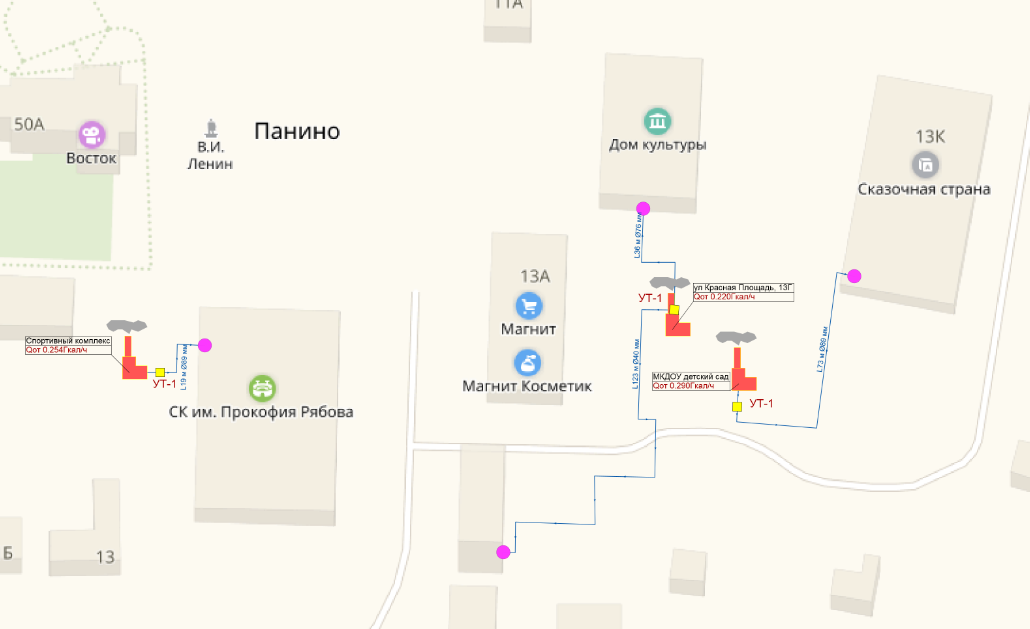 11А
50А
Восток
В.И.
Ленин
Панино
Дом культуры
13К
Сказочная страна
L36 м Ø76 мм
13А
Магнит
Магнит Косметик
УТ-1
ул Красная Площадь, 13Г
Qот 0.220Гкал/ч
Спортивный комплекс
Qот 0.254Гкал/ч
L19 м Ø89 мм
УТ-1
СК им. Прокофия Рябова
L123 м Ø40 мм
МКДОУ детский сад
Qот 0.290Гкал/ч
УТ-1
L73 м Ø89 мм
Б
13